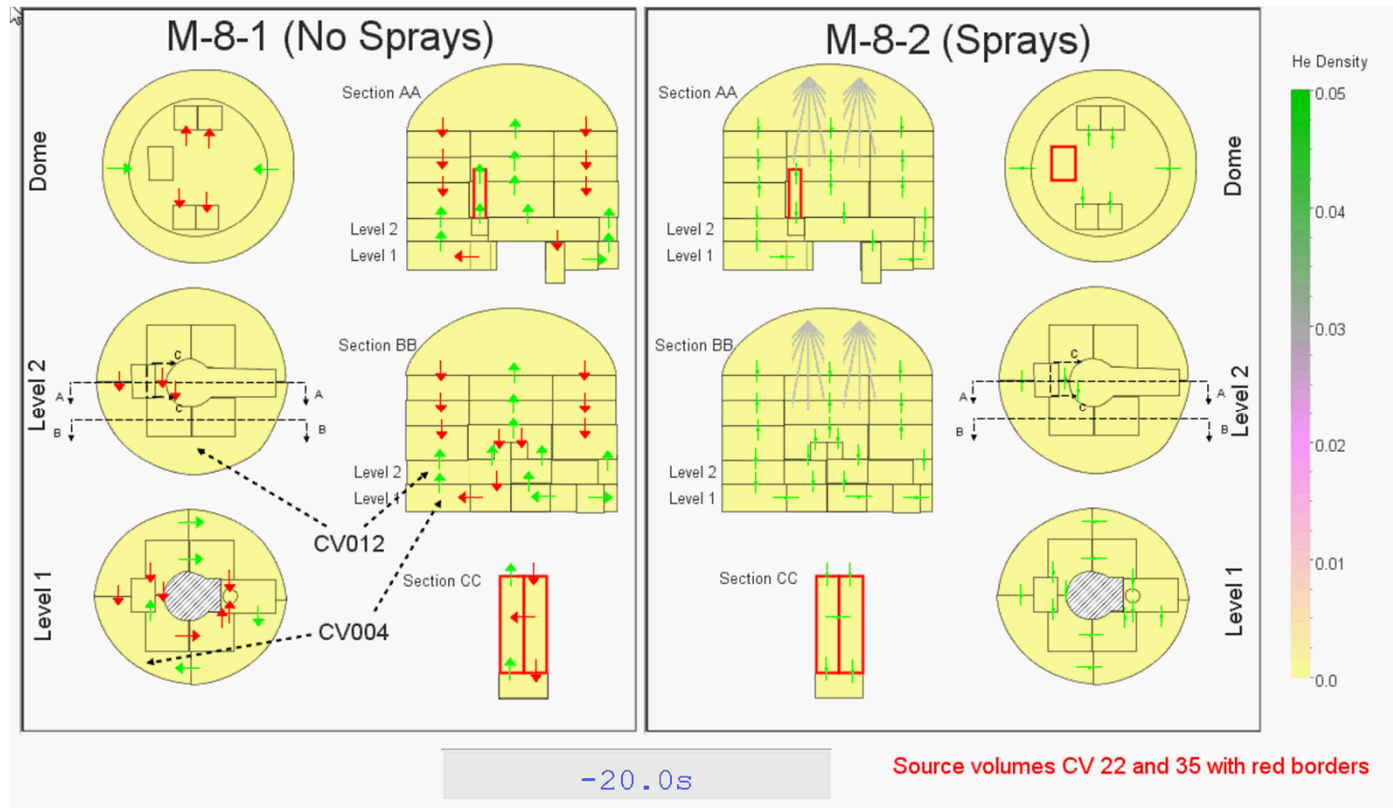 M-8-1 (No Sprays)
Dome
Section AA
Level 2
Level 1
Level 2
A
A
B
B
C
C
Section BB
Level 2
Level 1
CV012
Level 1
Section CC
CV004
M-8-2 (Sprays)
Section AA
Level 2
Level 1
Dome
Section BB
Level 2
Level 1
A
A
B
B
C
C
Level 2
Section CC
Level 1
He Density
0.05
0.04
0.03
0.02
0.01
0.0
-20.0s
Source volumes CV 22 and 35 with red borders